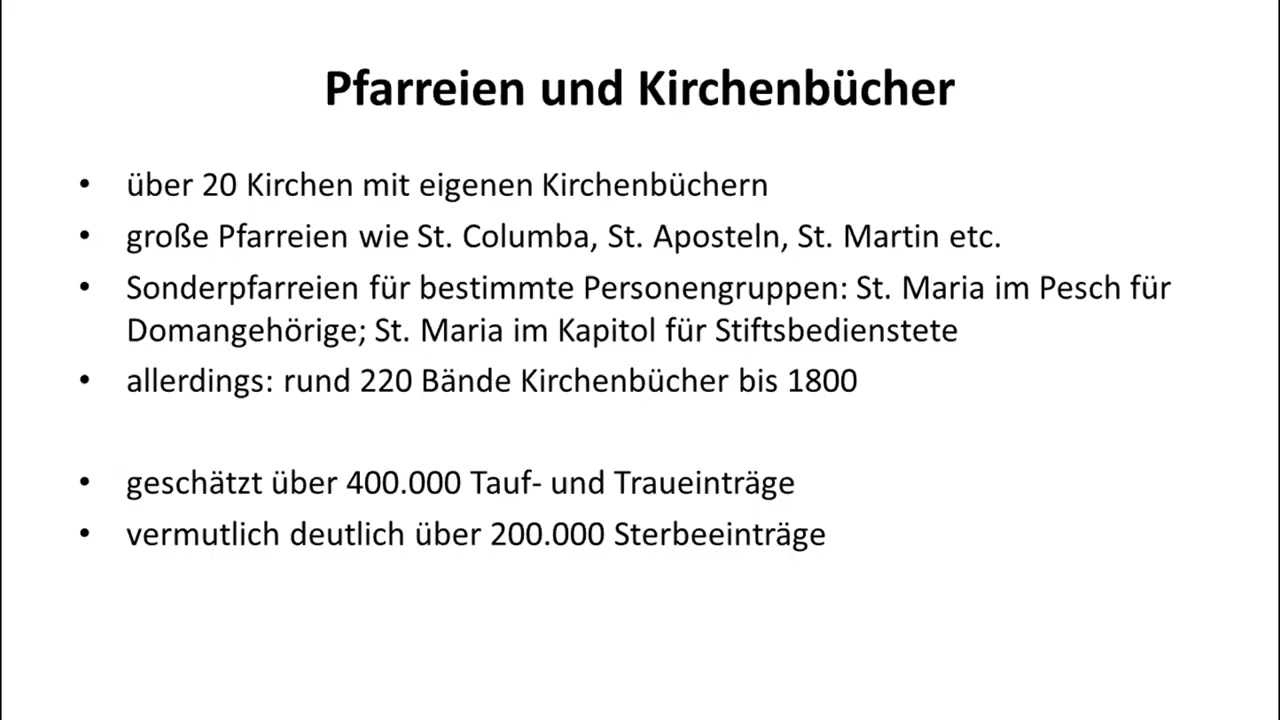 Pfarreien und Kirchenbücher
• über 20 Kirchen mit eigenen Kirchenbüchern
• große Pfarreien wie St. Columba, St. Aposteln, St. Martin etc.
• Sonderpfarreien für bestimmte Personengruppen: St. Maria im Pesch für
Domangehörige; St. Maria im Kapitol für Stiftsbedienstete
• allerdings: rund 220 Bände Kirchenbücher bis 1800
• geschätzt über 400.000 Tauf- und Traueinträge
• vermutlich deutlich über 200.000 Sterbeeinträge